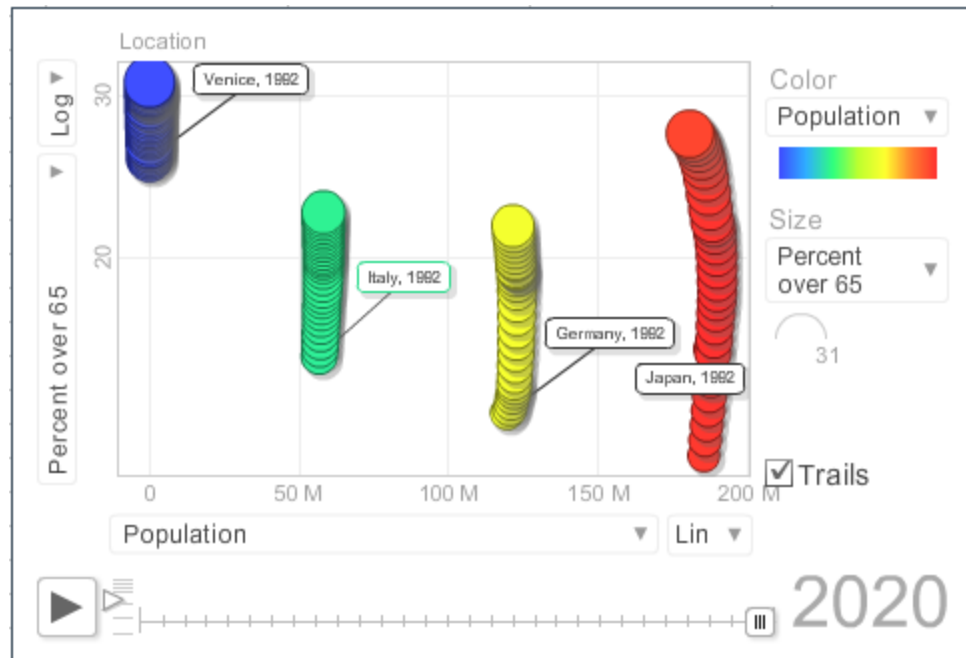 Location
Color
Population
Log
30
20
Percent over 65
Venice, 1992
Italy, 1992
Germany, 1992
Japan, 1992
Size
Percent
over 65
31
Trails
0
50 M
100 M
150 M
200 M
Population
Lin
2020